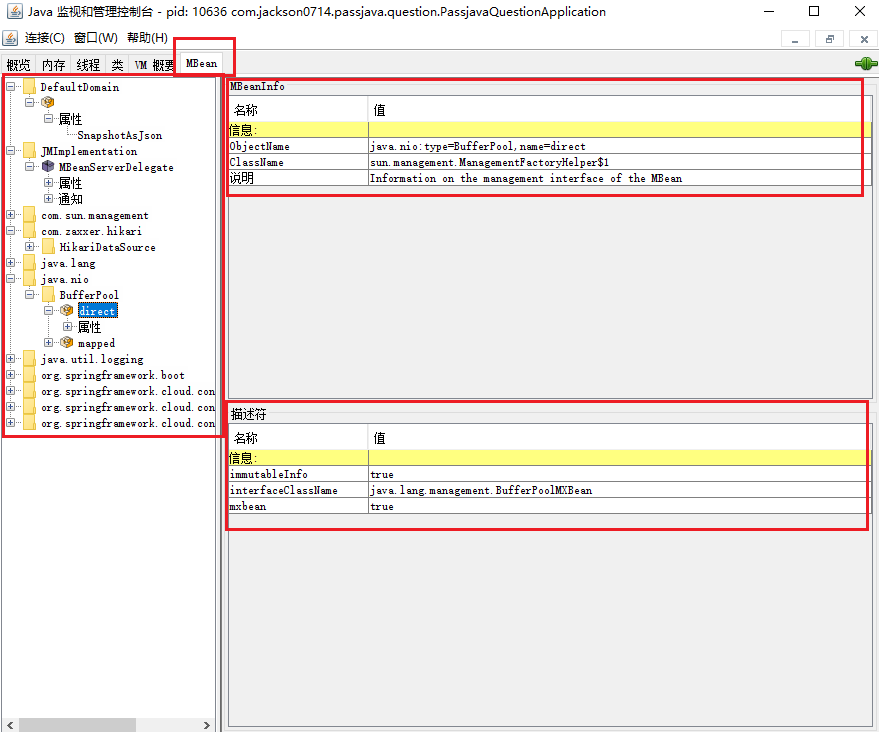 Java 监视和管理控制台 - pid: 10636 com.jackson0714.passjava.question.PassjavaQuestionApplication
连接(C) 窗口(W) 帮助(H)
概览 内存 线程 类 VM 概要 MBean
DefaultDomain
属性
SnapshotAsJson
JMImplementation
MBeanServerDelegate
属性
通知
com.sun.management
com.zaxxer.hikari
HikariDataSource
java.lang
java.nio
BufferPool
direct
属性
mapped
java.util.logging
org.springframework.boot
org.springframework.cloud.con
org.springframework.cloud.con
org.springframework.cloud.con
MBeanInfo
名称 值
信息:
ObjectName java.nio:type=BufferPool,name=direct
ClassName sun.management.ManagementFactoryHelper$1
说明 Information on the management interface of the MBean
描述符
名称 值
信息:
immutableInfo true
interfaceClassName java.lang.management.BufferPoolMXBean
mxbean true